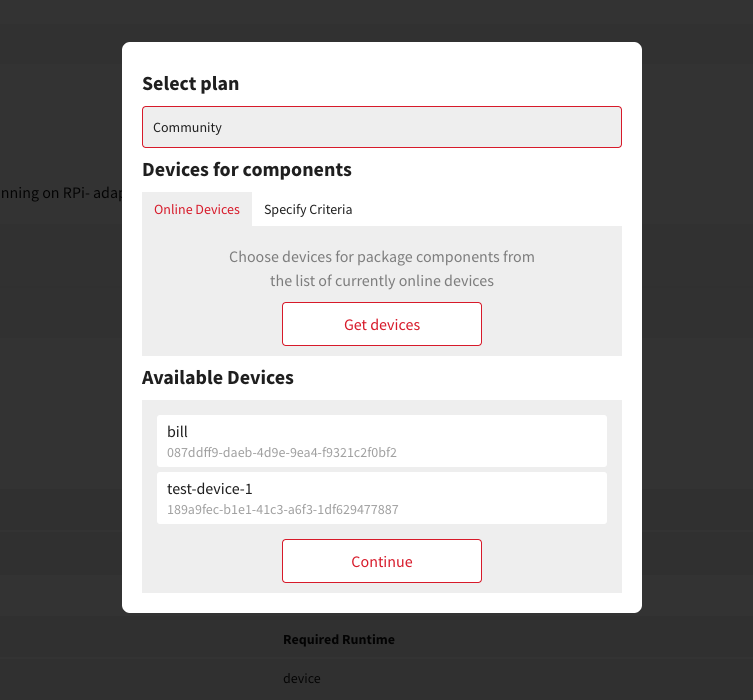 Select plan
Community
Devices for components
nning on RPi- adap
Online Devices
Specify Criteria
Choose devices for package components from
the list of currently online devices
Get devices
Available Devices
bill
087ddff9-daeb-4d9e-9ea4-f9321c2f0bf2
test-device-1
189a9fec-b1e1-41c3-a6f3-1df629477887
Continue
Required Runtime
device